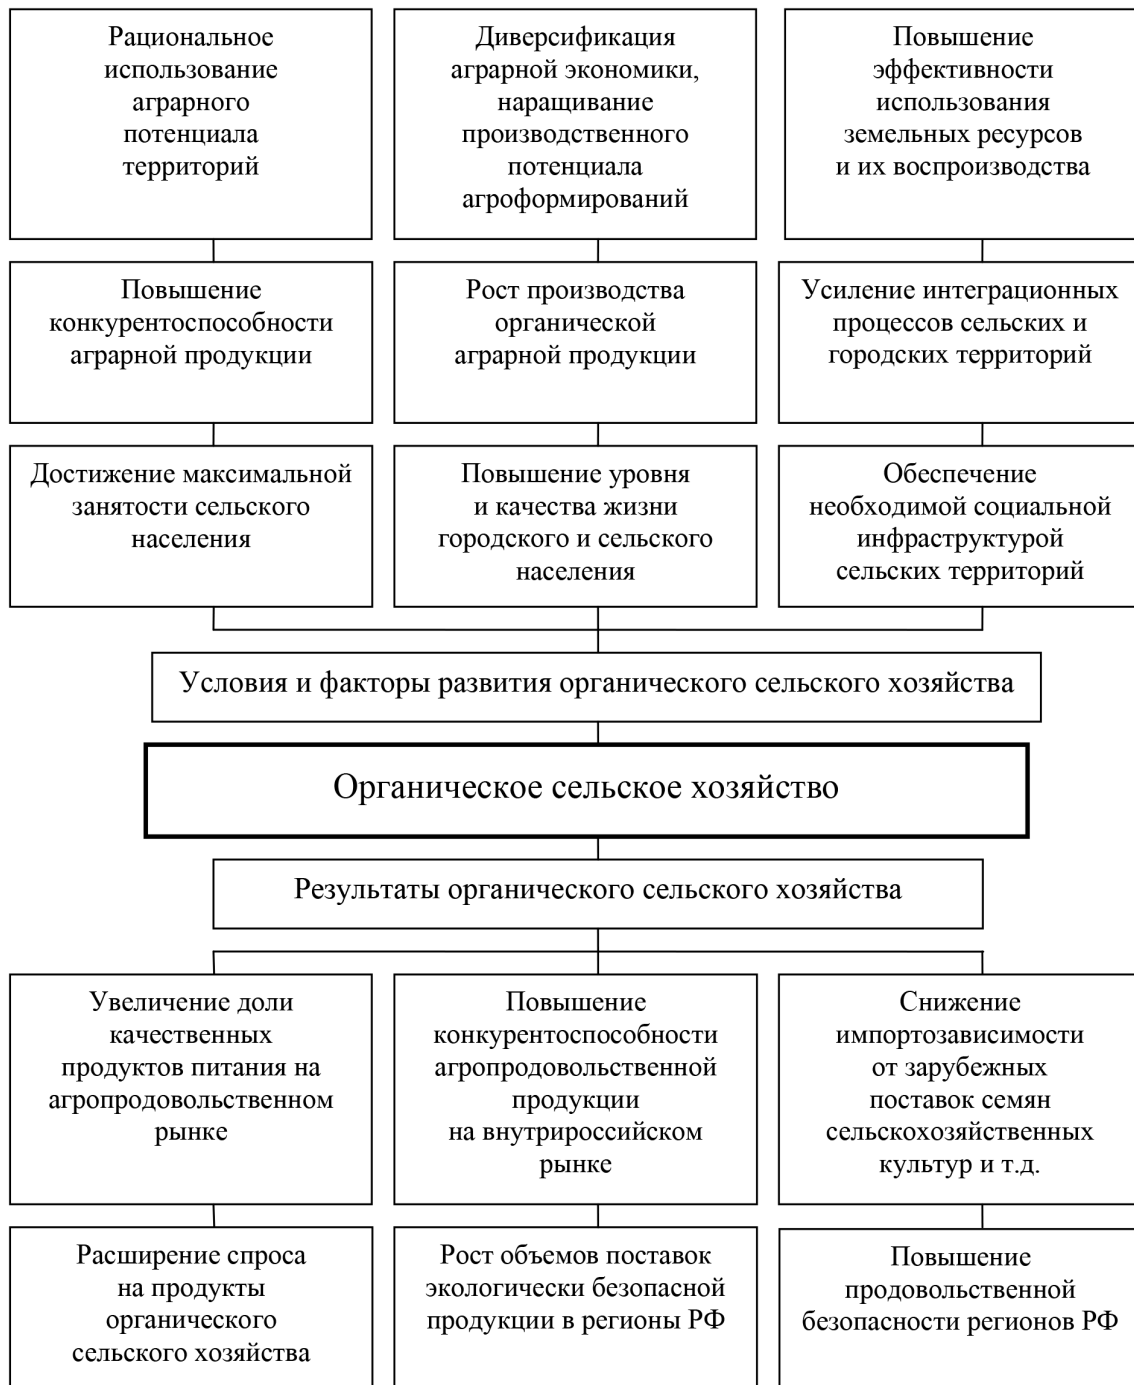 Рациональное
использование
аграрного
потенциала
территорий
Диверсификация
аграрной экономики,
наращивание
производственного
потенциала
агроформирований
Повышение
эффективности
использования
земельных ресурсов
и их воспроизводства
Повышение
конкурентоспособности
аграрной продукции
Рост производства
органической
аграрной продукции
Усиление интеграционных
процессов сельских и
городских территорий
Достижение максимальной
занятости сельского
населения
Повышение уровня
и качества жизни
городского и сельского
населения
Обеспечение
необходимой социальной
инфраструктурой
сельских территорий
Условия и факторы развития органического сельского хозяйства
Органическое сельское хозяйство
Результаты органического сельского хозяйства
Увеличение доли
качественных
продуктов питания на
агропродовольственном
рынке
Повышение
конкурентоспособности
агропродовольственной
продукции
на внутрироссийском
рынке
Снижение
импортозависимости
от зарубежных
поставок семян
сельскохозяйственных
культур и т.д.
Расширение спроса
на продукты
органического
сельского хозяйства
Рост объемов поставок
экологически безопасной
продукции в регионы РФ
Повышение
продовольственной
безопасности регионов РФ